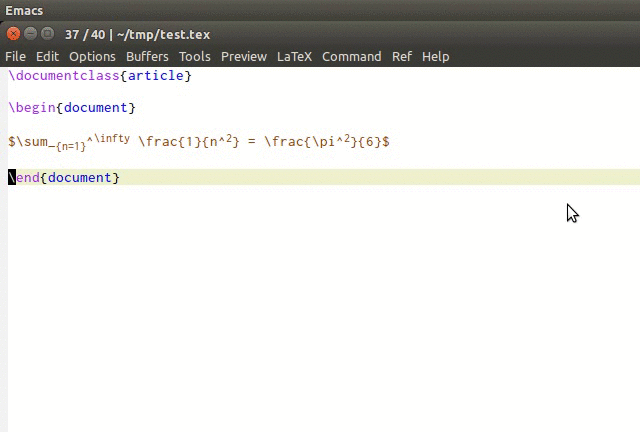 Emacs
37 / 40 | ~/tmp/test.tex
File Edit Options Buffers Tools Preview LaTeX Command Ref Help
\documentclass{article}
\begin{document}
$\sum_{n=1}^\infty \frac{1}{n^2} = \frac{\pi^2}{6}$
\end{document}